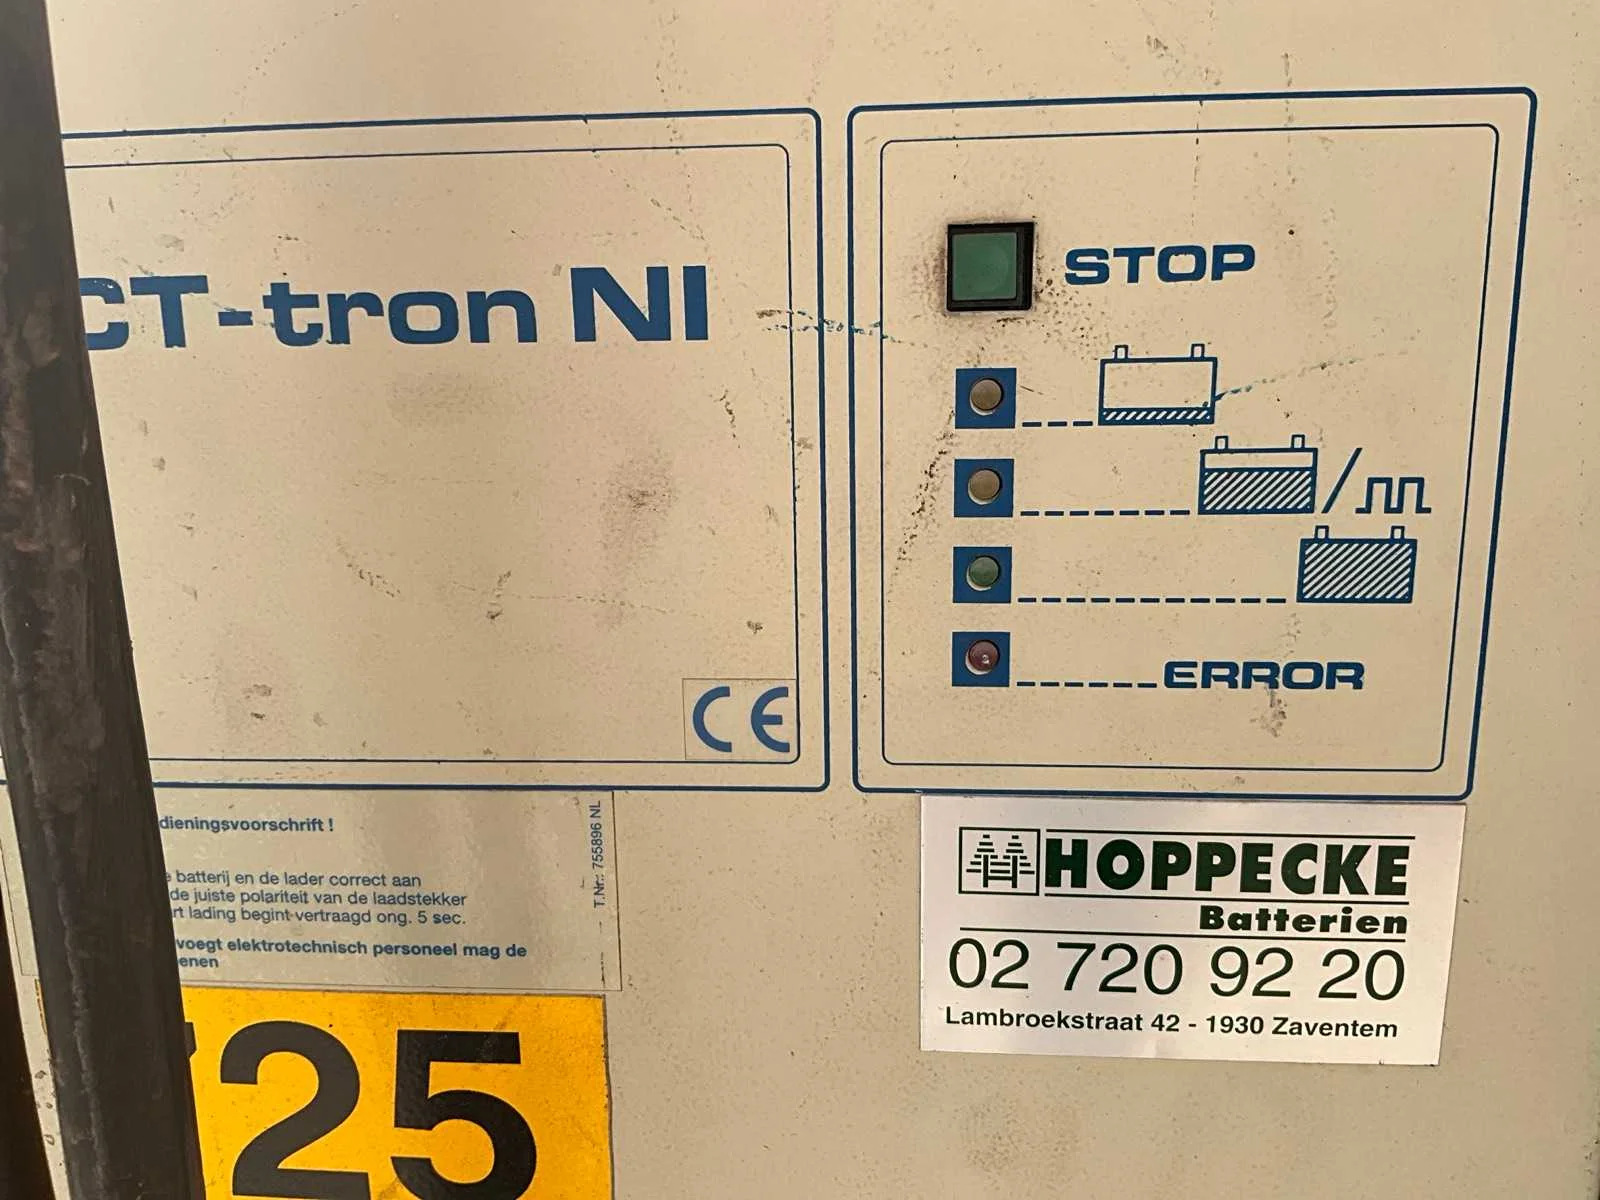 CT-tron NI
STOP
ERROR
CE
dieningsvoorschrift !
batterij en de lader correct aan
de juiste polariteit van de laadstekker
rt lading begint vertraagd ong. 5 sec.
voegt elektrotechnisch personeel mag de
enen
T.Nr.: 755896 NL
25
HOPPECKE
Batterien
02 720 92 20
Lambroekstraat 42 - 1930 Zaventem